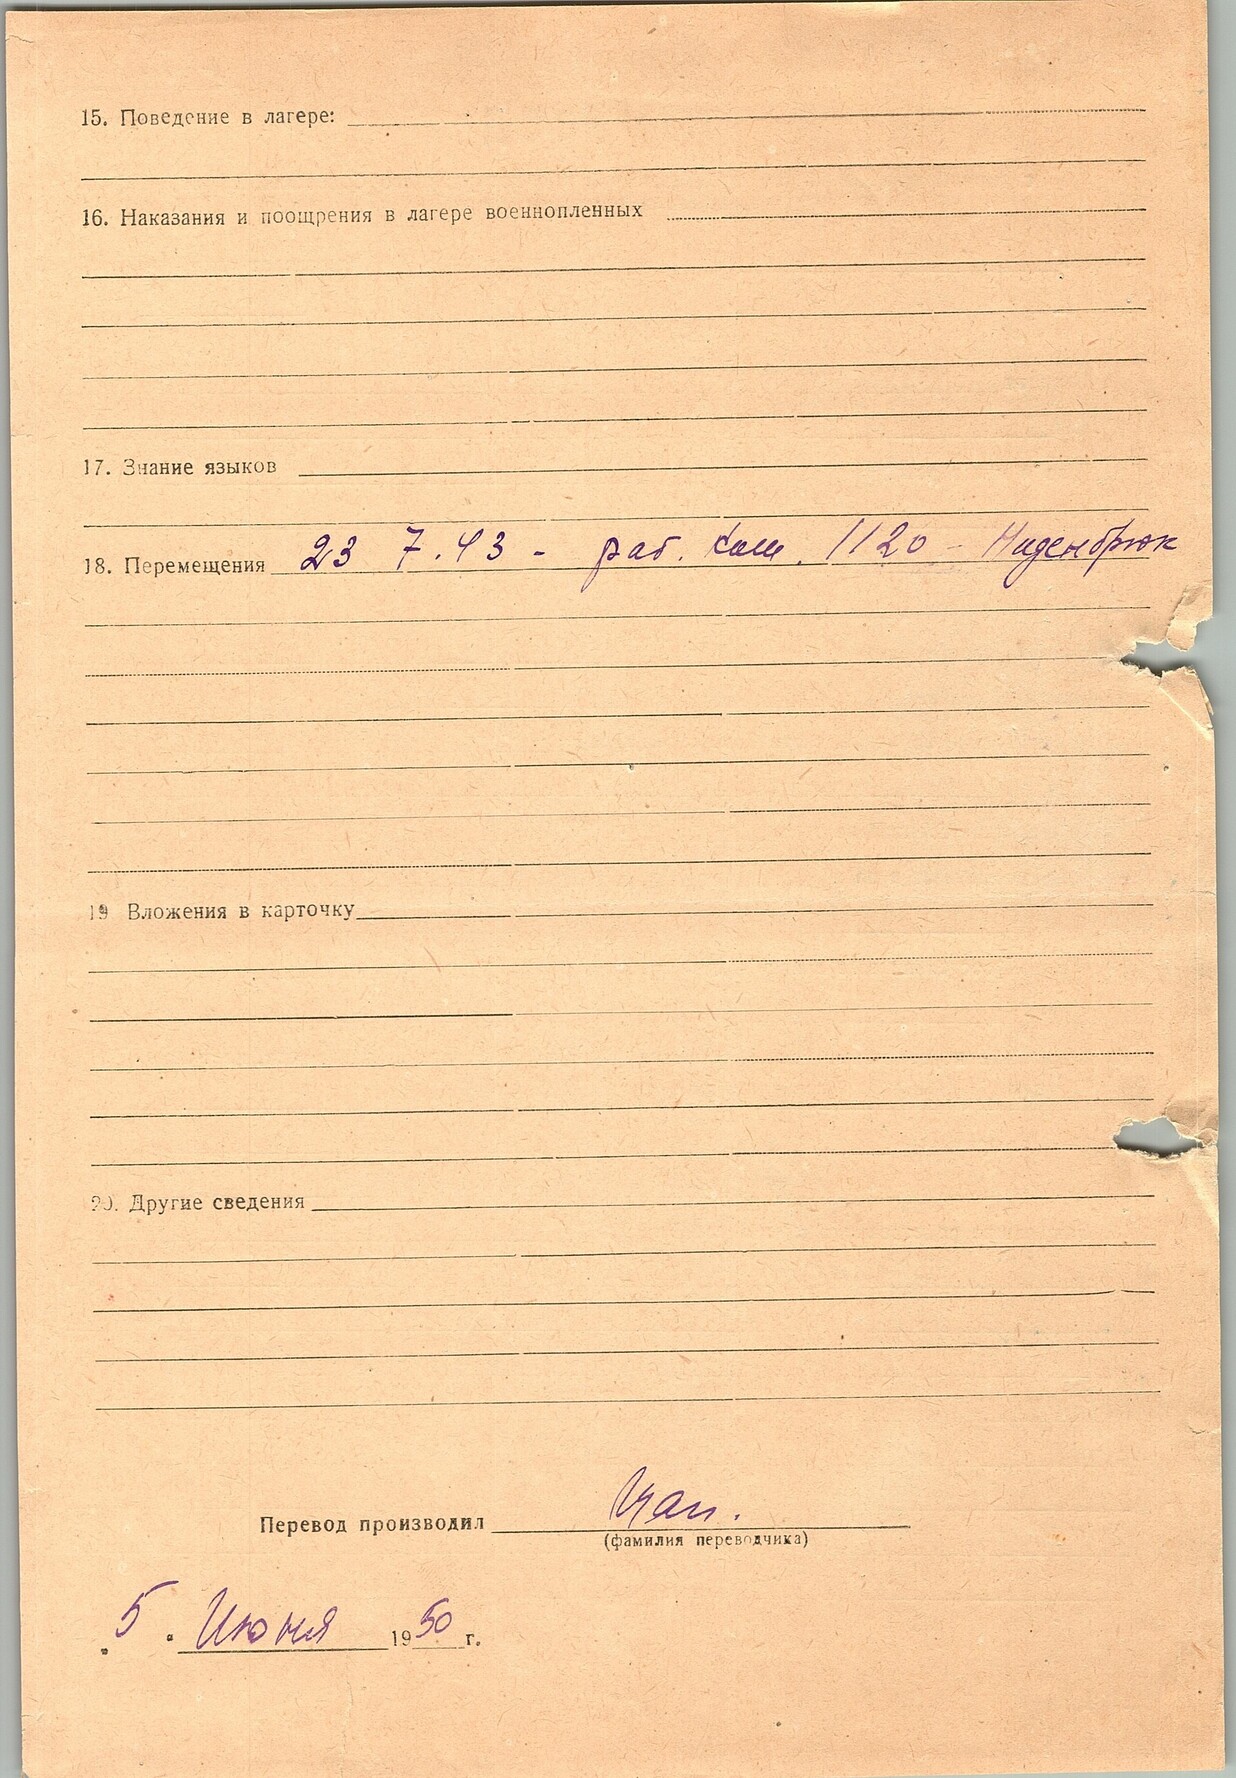 15. Поведение в лагере:
16. Наказания и поощрения в лагере военнопленных
17. Знание языков
18. Перемещения 23 7.43 - раб. ком. 1120 - Ниденбрюк
19 Вложения в карточку
20. Другие сведения
Перевод производил
(фамилия переводчика)
"5" Июня 1950 г.